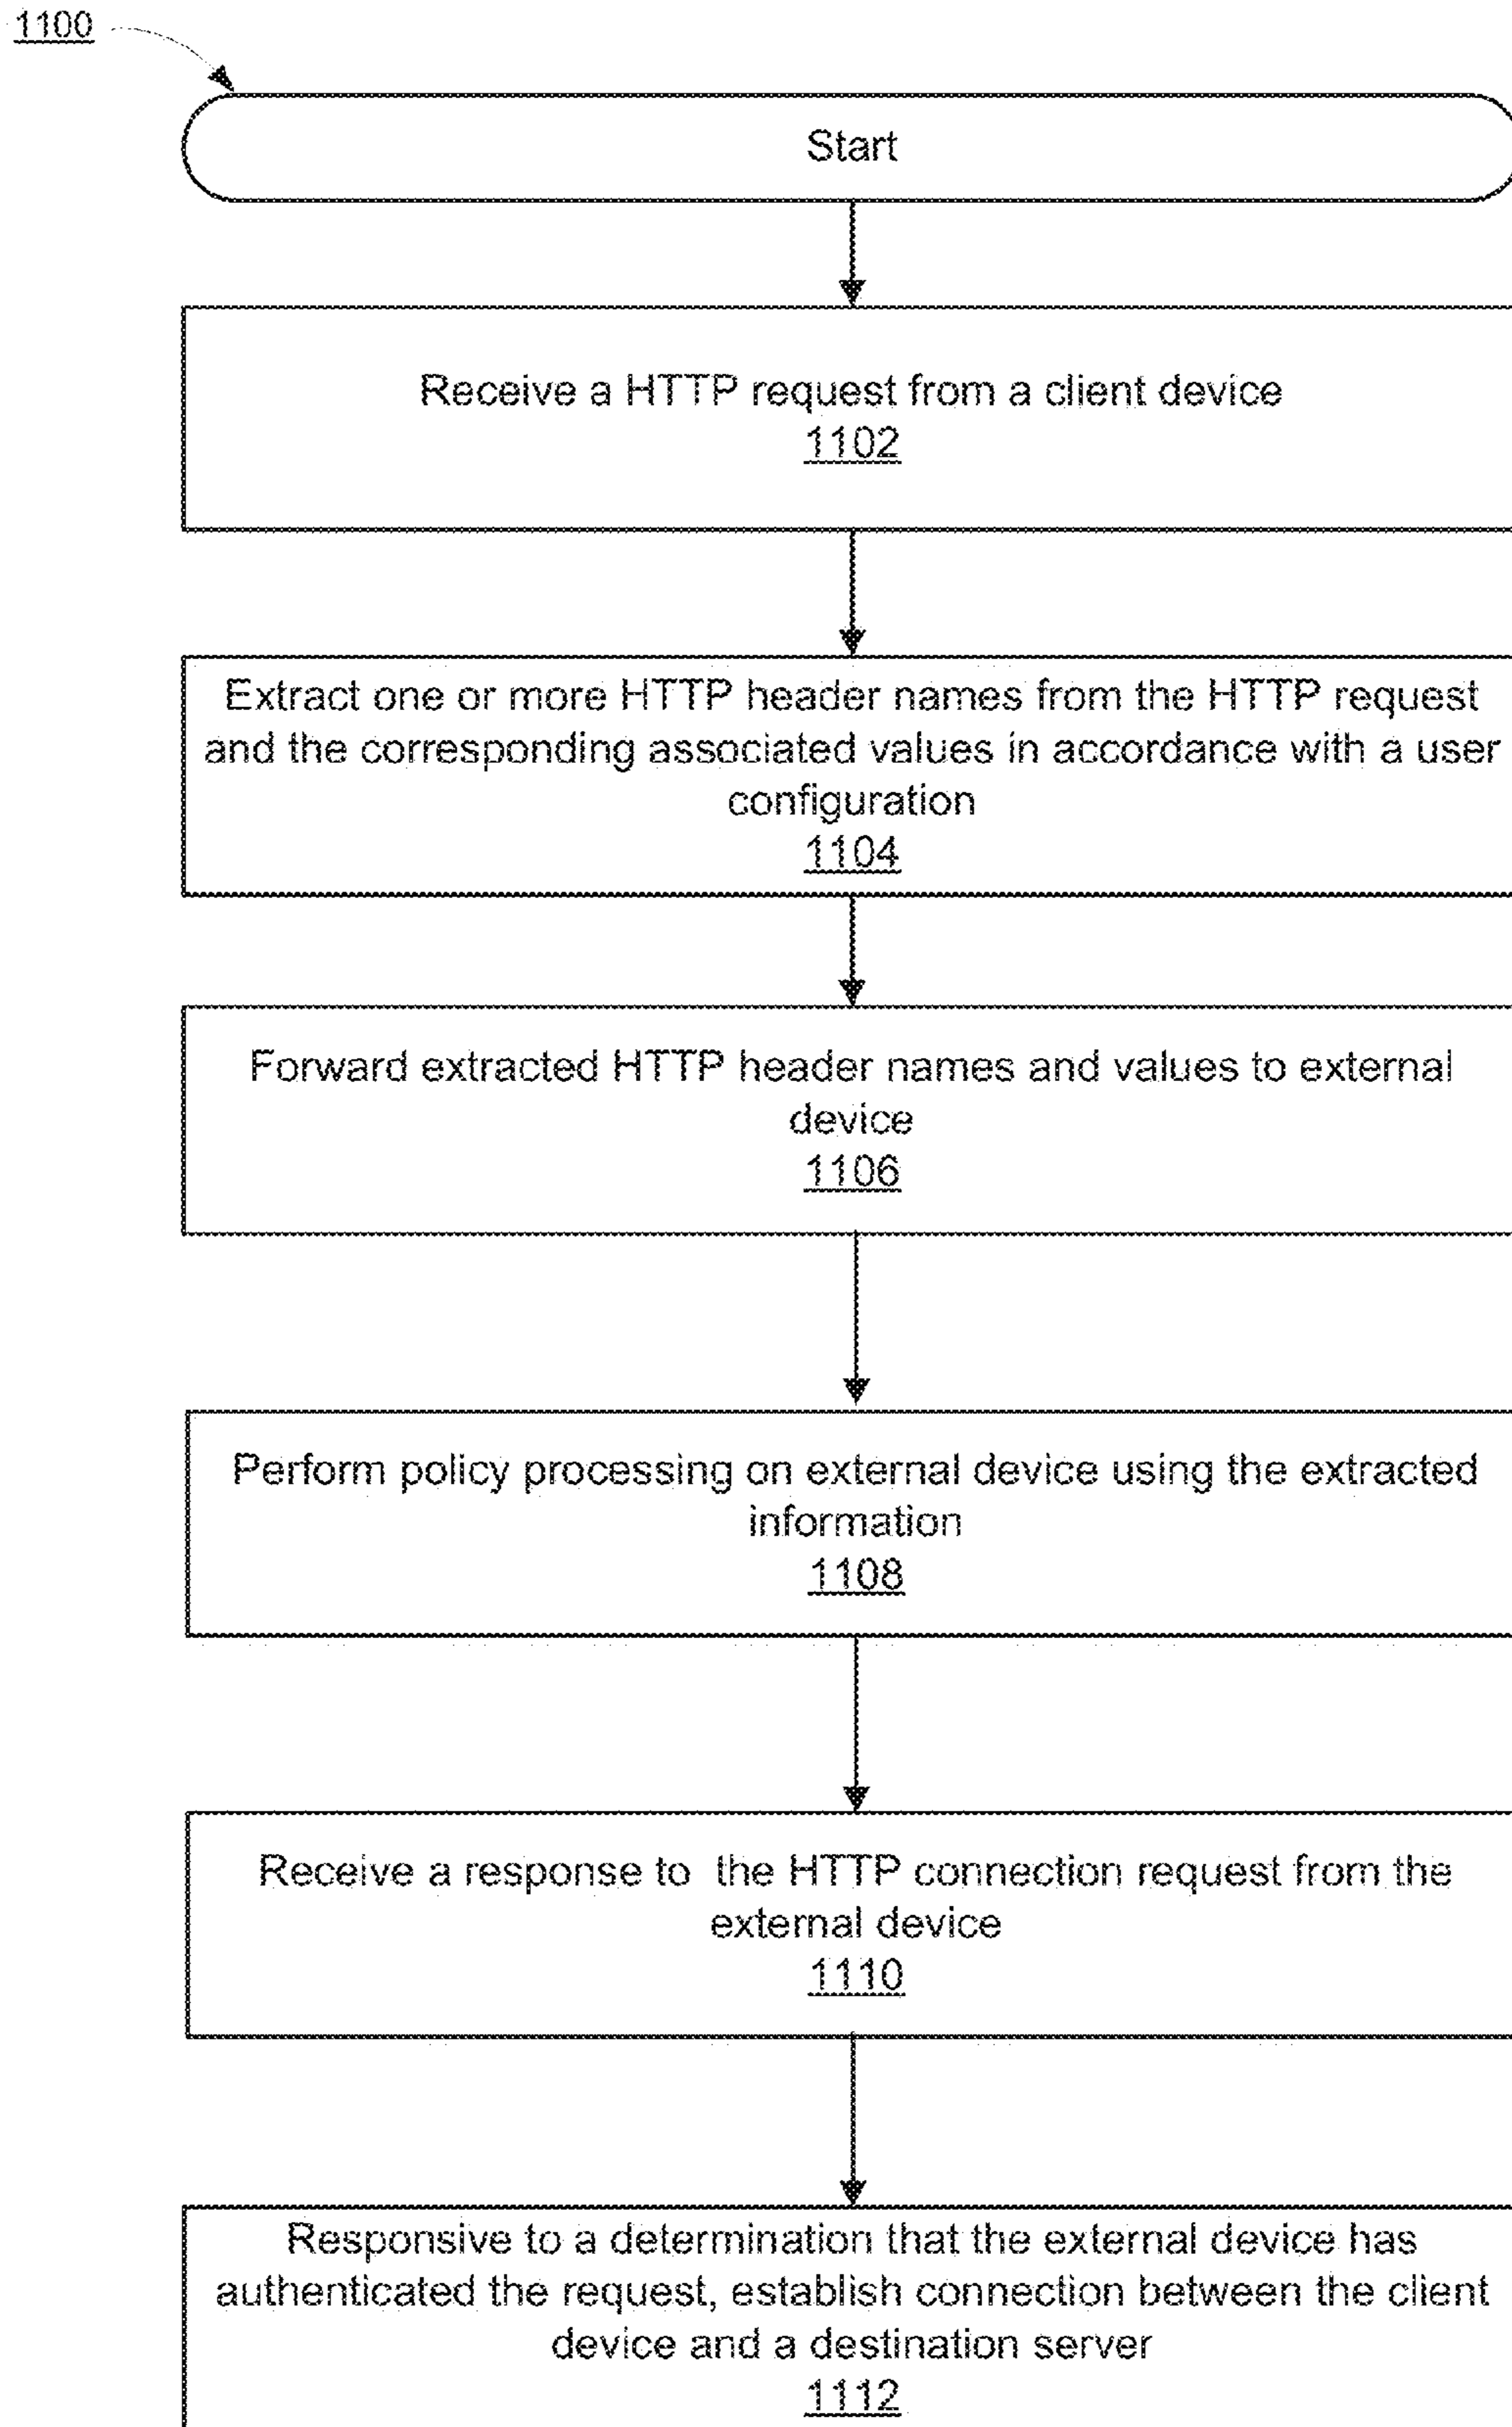 1100
Start
Receive a HTTP request from a client device
1102
Extract one or more HTTP header names from the HTTP request
and the corresponding associated values in accordance with a user
configuration
1104
Forward extracted HTTP header names and values to external
device
1106
Perform policy processing on external device using the extracted
information
1108
Receive a response to the HTTP connection request from the
external device
1110
Responsive to a determination that the external device has
authenticated the request, establish connection between the client
device and a destination server
1112